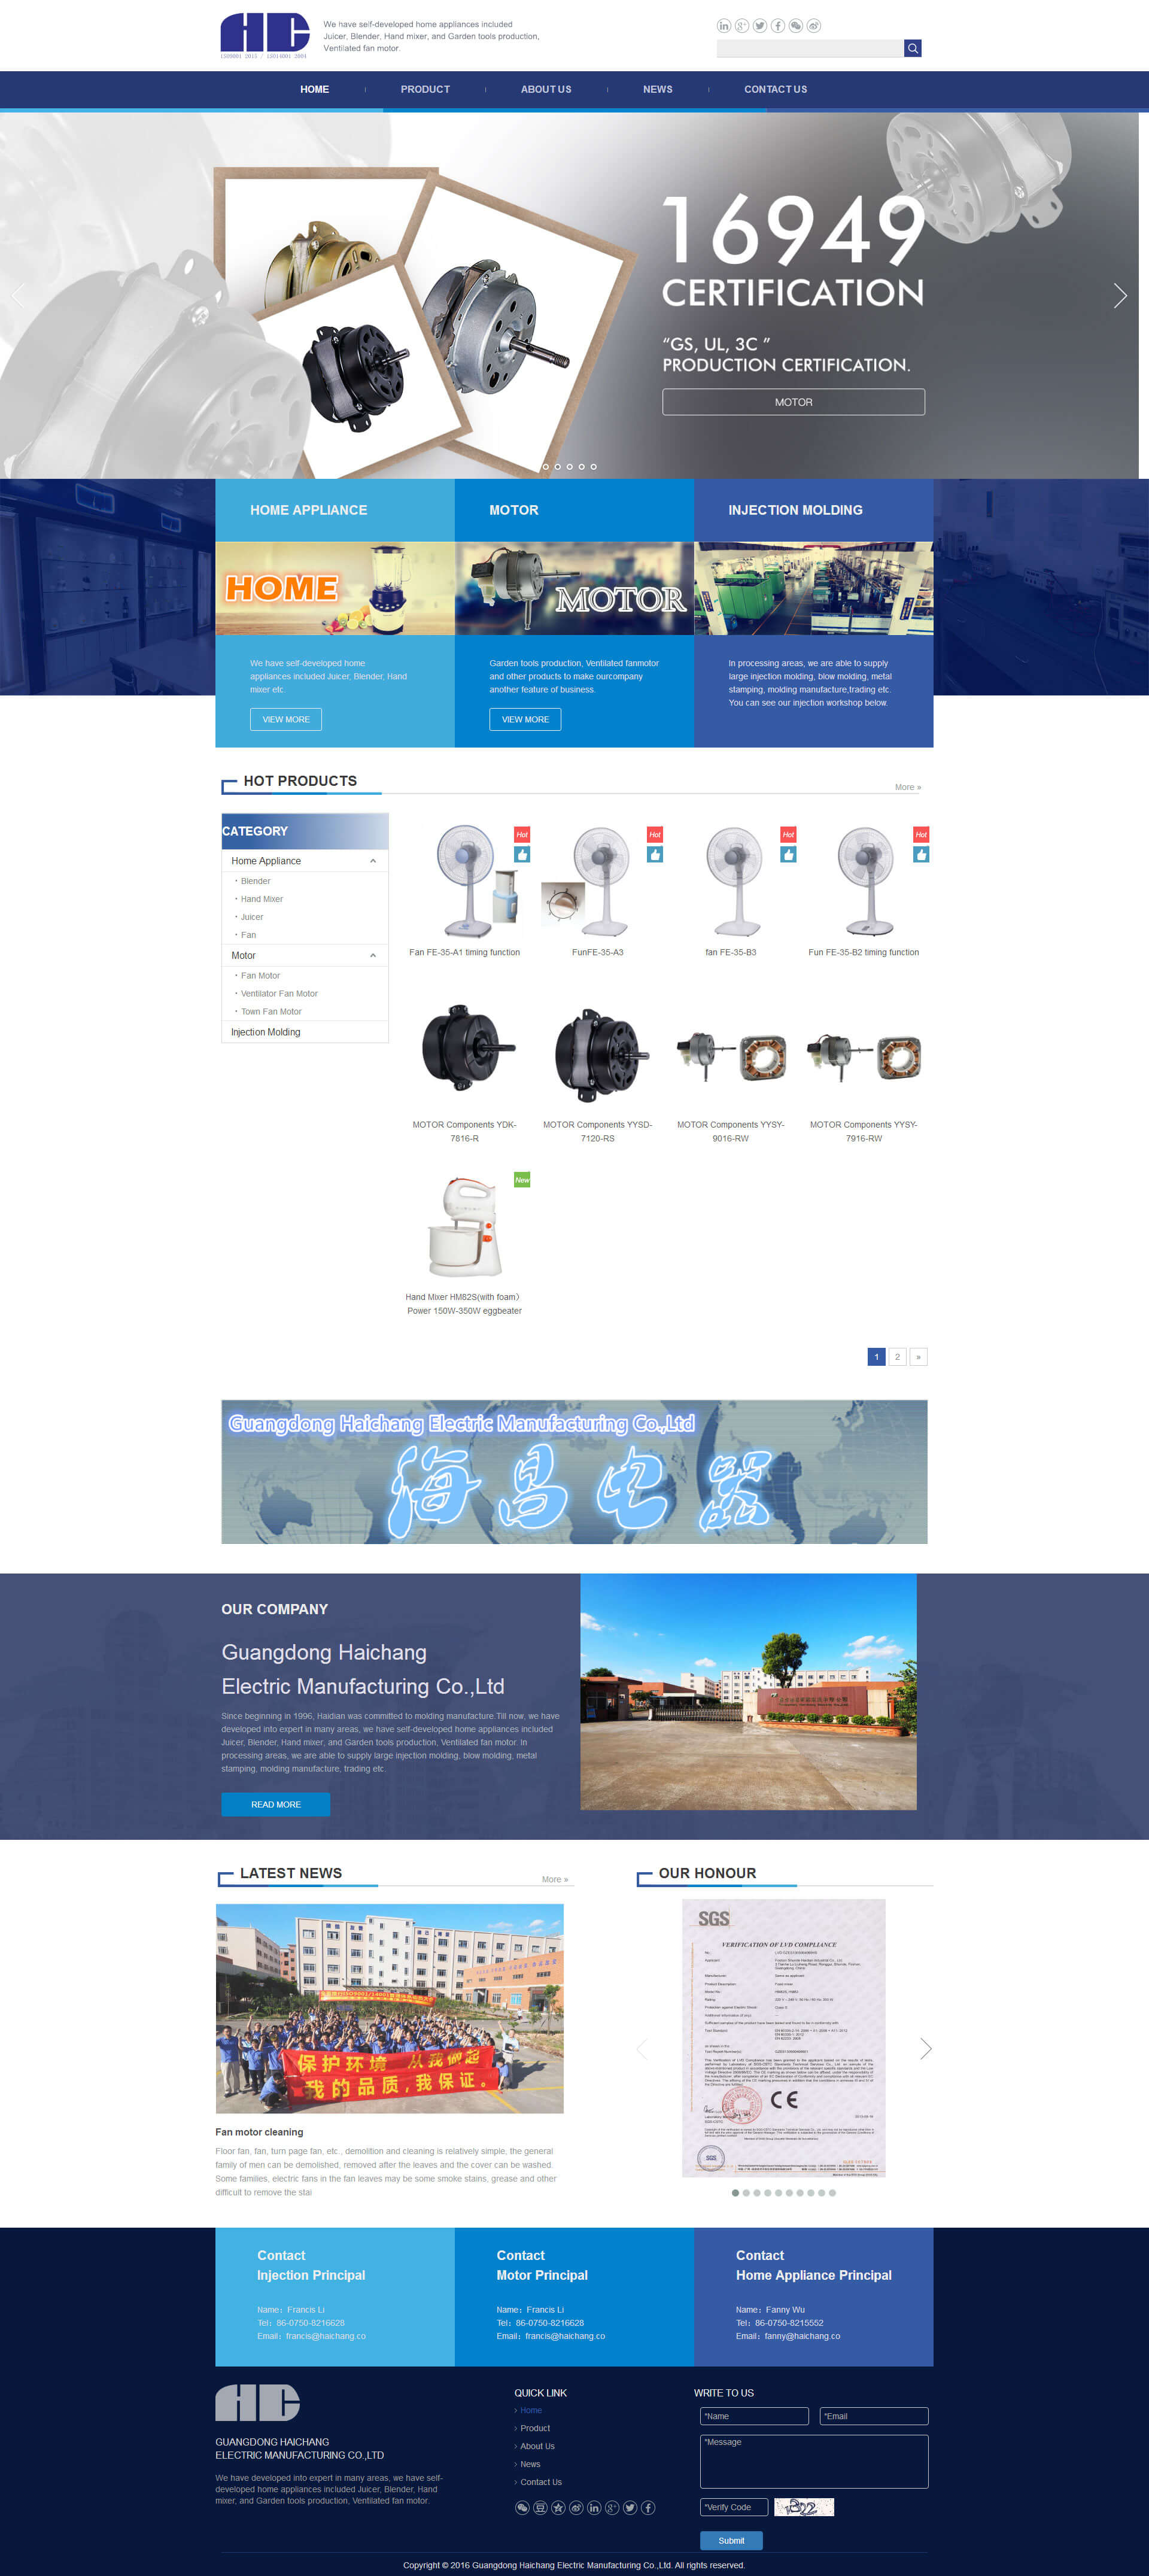 HC
ISO9001 2015 / ISO14001 2004
We have self-developed home appliances included
Juicer, Blender, Hand mixer, and Garden tools production,
Ventilated fan motor.
HOME
PRODUCT
ABOUT US
NEWS
CONTACT US
16949
CERTIFICATION
“GS, UL, 3C ”
PRODUCTION CERTIFICATION.
MOTOR
HOME APPLIANCE
HOME
We have self-developed home
appliances included Juicer, Blender, Hand
mixer etc.
VIEW MORE
MOTOR
MOTOR
Garden tools production, Ventilated fanmotor
and other products to make ourcompany
another feature of business.
VIEW MORE
INJECTION MOLDING
In processing areas, we are able to supply
large injection molding, blow molding, metal
stamping, molding manufacture,trading etc.
You can see our injection workshop below.
HOT PRODUCTS
More »
CATEGORY
Home Appliance
Blender
Hand Mixer
Juicer
Fan
Motor
Fan Motor
Ventilator Fan Motor
Town Fan Motor
Injection Molding
Hot
Hot
Hot
Hot
Fan FE-35-A1 timing function
FunFE-35-A3
fan FE-35-B3
Fun FE-35-B2 timing function
MOTOR Components YDK-
7816-R
MOTOR Components YYSD-
7120-RS
MOTOR Components YYSY-
9016-RW
MOTOR Components YYSY-
7916-RW
New
Hand Mixer HM82S(with foam）
Power 150W-350W eggbeater
1
2
»
Guangdong Haichang Electric Manufacturing Co.,Ltd
海昌电器
OUR COMPANY
Guangdong Haichang
Electric Manufacturing Co.,Ltd
Since beginning in 1996, Haidian was committed to molding manufacture.Till now, we have
developed into expert in many areas, we have self-developed home appliances included
Juicer, Blender, Hand mixer, and Garden tools production, Ventilated fan motor. In
processing areas, we are able to supply large injection molding, blow molding, metal
stamping, molding manufacture, trading etc.
READ MORE
LATEST NEWS
More »
保护环境 从我做起
我的品质,我保证。
Fan motor cleaning
Floor fan, fan, turn page fan, etc., demolition and cleaning is relatively simple, the general
family of men can be demolished, removed after the leaves and the cover can be washed.
Some families, electric fans in the fan leaves may be some smoke stains, grease and other
difficult to remove the stai
OUR HONOUR
SGS
VERIFICATION OF LVD COMPLIANCE
CE
SGS
Contact
Injection Principal
Name：Francis Li
Tel：86-0750-8216628
Email：francis@haichang.co
Contact
Motor Principal
Name：Francis Li
Tel：86-0750-8216628
Email：francis@haichang.co
Contact
Home Appliance Principal
Name：Fanny Wu
Tel：86-0750-8215552
Email：fanny@haichang.co
HC
GUANGDONG HAICHANG
ELECTRIC MANUFACTURING CO.,LTD
We have developed into expert in many areas, we have self-
developed home appliances included Juicer, Blender, Hand
mixer, and Garden tools production, Ventilated fan motor.
QUICK LINK
Home
Product
About Us
News
Contact Us
WRITE TO US
*Name
*Email
*Message
*Verify Code
Submit
Copyright © 2016 Guangdong Haichang Electric Manufacturing Co.,Ltd. All rights reserved.